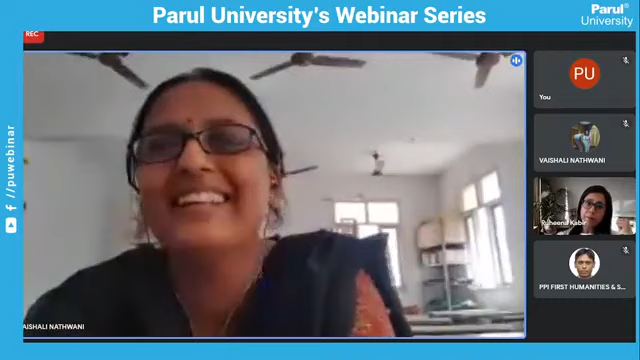 Parul University's Webinar Series
Parul®
University
REC
//puwebinar
PU
You
VAISHALI NATHWANI
Ruheena Kabir
PPI FIRST HUMANITIES & S...
AISHALI NATHWANI